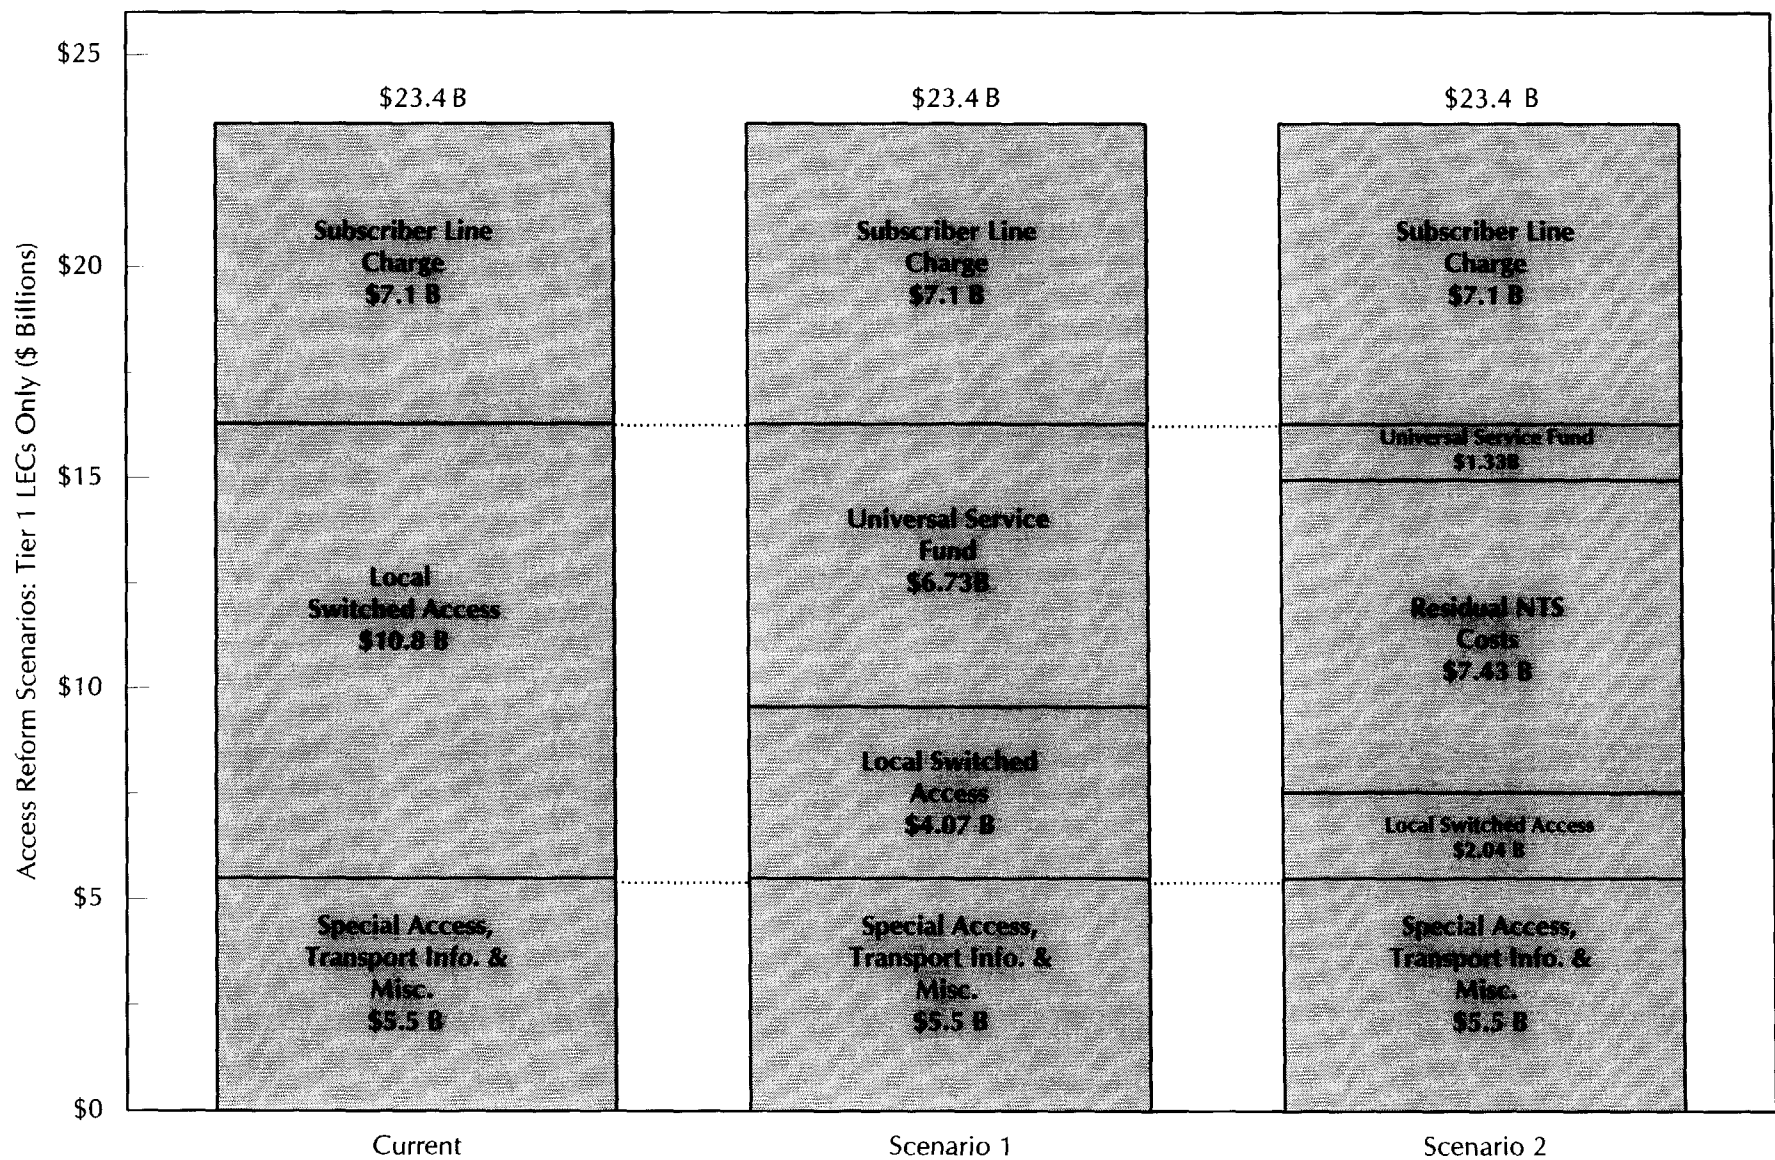 Access Reform Scenarios: Tier 1 LECs Only ($ Billions)
$25
$20
$15
$10
$5
$0
$23.4 B
Subscriber Line
Charge
$7.1 B
Local
Switched Access
$10.8 B
Special Access,
Transport Info. &
Misc.
$5.5 B
Current
$23.4 B
Subscriber Line
Charge
$7.1 B
Universal Service
Fund
$6.73B
Local Switched
Access
$4.07 B
Special Access,
Transport Info. &
Misc.
$5.5 B
Scenario 1
$23.4 B
Subscriber Line
Charge
$7.1 B
Universal Service Fund
$1.33B
Residual NTS
Costs
$7.43 B
Local Switched Access
$2.04 B
Special Access,
Transport Info. &
Misc.
$5.5 B
Scenario 2